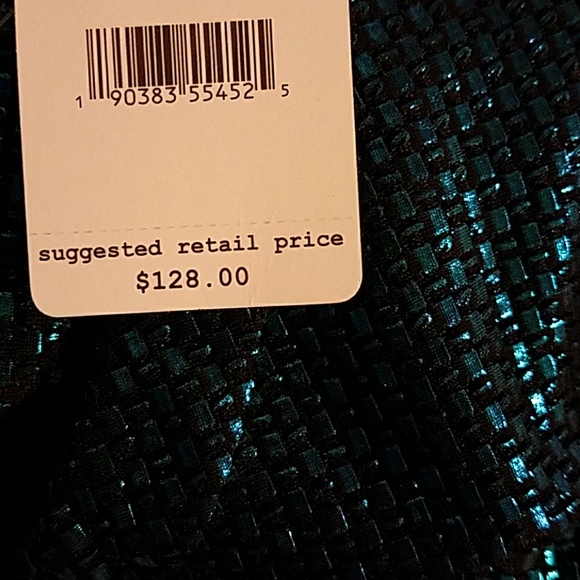 1 90383 55452 5
suggested retail price
$128.00